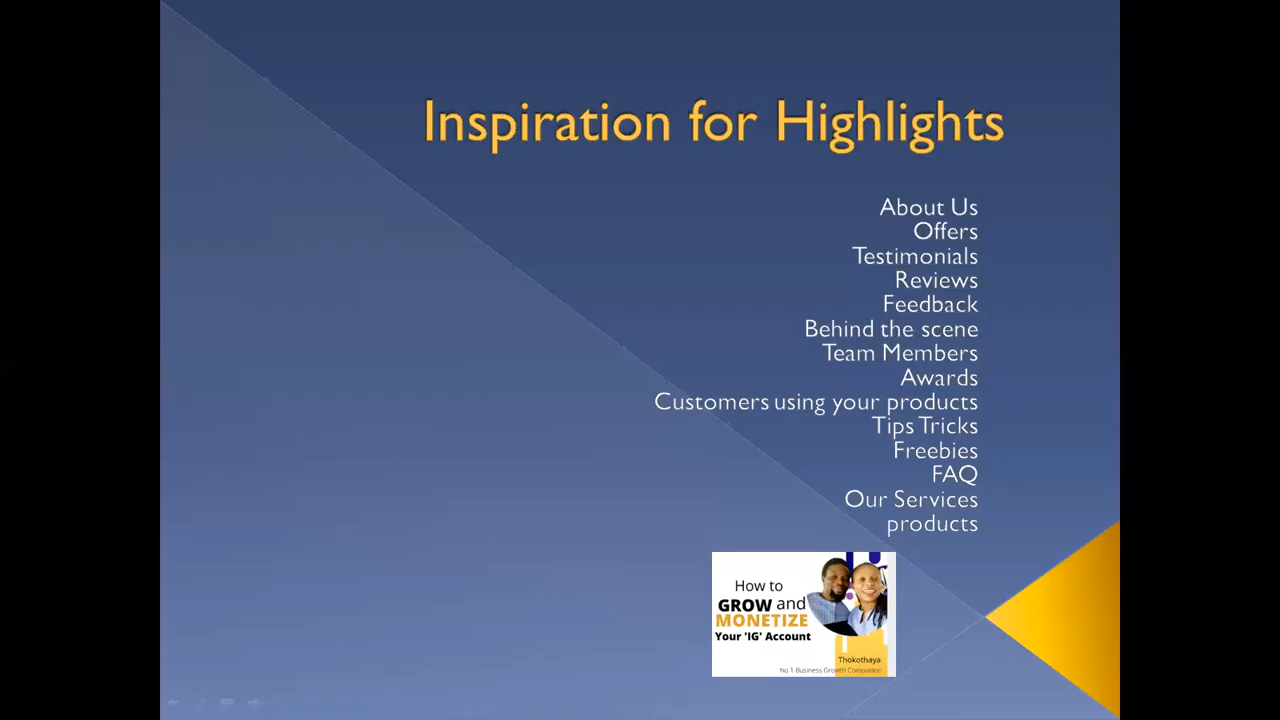 Inspiration for Highlights
About Us
Offers
Testimonials
Reviews
Feedback
Behind the scene
Team Members
Awards
Customers using your products
Tips Tricks
Freebies
FAQ
Our Services
products
How to
GROW and
MONETIZE
Your 'IG' Account
Thokothaya
No 1 Business Growth Companion